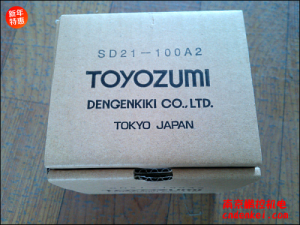 新年
特惠
SD21-100A2
TOYOZUMI
DENGENKIKI CO., LTD.
TOKYO JAPAN